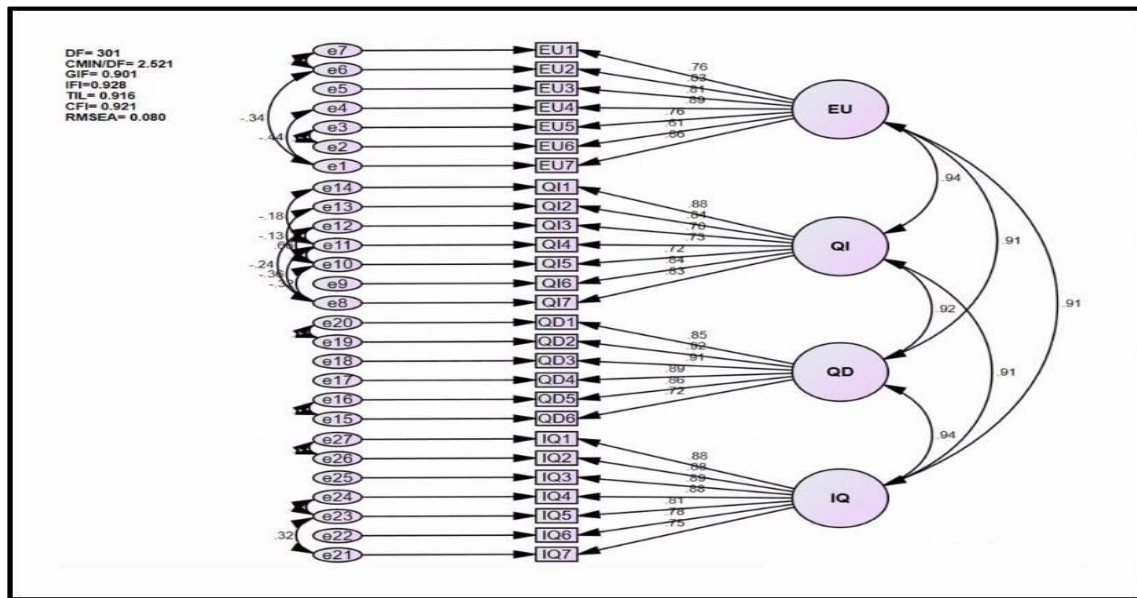 DF= 301
CMIN/DF= 2.521
GIF= 0.901
IFI=0.928
TIL= 0.916
CFI= 0.921
RMSEA= 0.080
e7 EU1
e6 EU2 .76
e5 EU3 .83
e4 EU4 .81
.89
e3 EU5 .76
e2 EU6 .61
e1 EU7 .86
EU
-.34
-.44
e14 QI1
e13 QI2 .88
e12 QI3 .84
e11 QI4 .70
.73
e10 QI5 .72
e9 QI6 .84
e8 QI7 .83
QI
-.18
-.13
-.24
-.36
e20 QD1
e19 QD2 .85
e18 QD3 .92
.91
e17 QD4 .89
e16 QD5 .86
e15 QD6 .72
QD
e27 IQ1
e26 IQ2 .88
e25 IQ3 .88
.89
e24 IQ4 .88
e23 IQ5 .81
e22 IQ6 .78
e21 IQ7 .75
IQ
.32
.94
.91
.92
.91
.91
.94